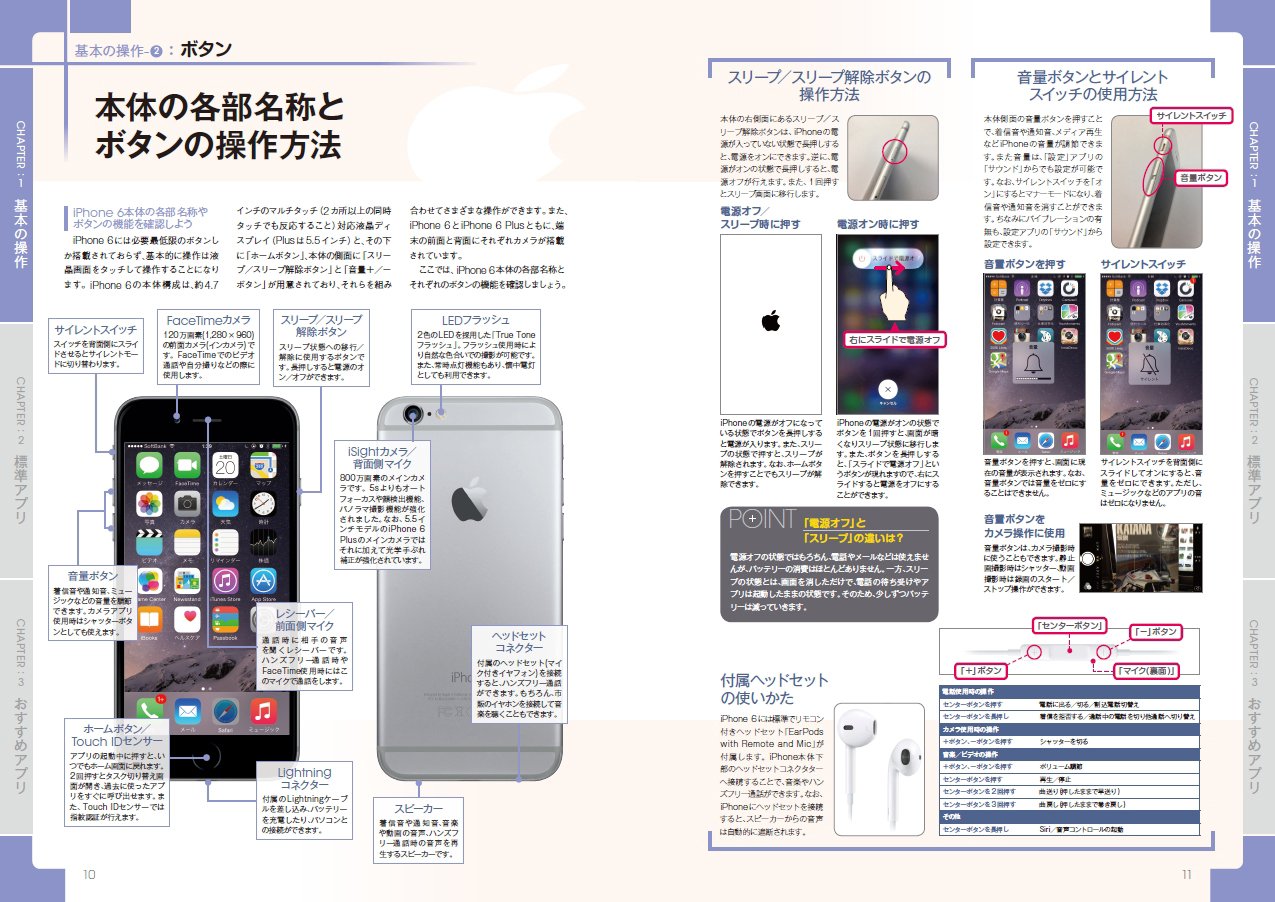 基本の操作-❷：ボタン
本体の各部名称と
ボタンの操作方法
iPhone 6本体の各部名称や
ボタンの機能を確認しよう
iPhone 6には必要最低限のボタンし
か搭載されておらず、基本的に操作は液
晶画面をタッチして操作することになり
ます。iPhone 6の本体構成は、約4.7
インチのマルチタッチ(2カ所以上の同時
タッチでも反応すること)対応液晶ディ
スプレイ(Plusは5.5インチ)と、その下
に「ホームボタン」、本体の側面に「スリー
プ／スリープ解除ボタン」と「音量＋／ー
ボタン」が用意されており、それらを組み
合わせてさまざまな操作ができます。また、
iPhone 6とiPhone 6 Plusともに、端
末の前面と背面にそれぞれカメラが搭載
されています。
ここでは、iPhone 6本体の各部名称と
それぞれのボタンの機能を確認しましょう。
サイレントスイッチ
スイッチを背面側にスライ
ドさせるとサイレントモー
ドに切り替わります。
FaceTimeカメラ
120万画素(1,280×960)
の前面カメラ(インカメラ)で
す。FaceTimeでのビデオ
通話や自分撮りなどの際に
使用します。
スリープ／スリープ
解除ボタン
スリープ状態への移行／
解除に使用するボタンで
す。長押しすると電源のオ
ン／オフができます。
LEDフラッシュ
2色のLEDを採用した「True Tone
フラッシュ」。フラッシュ使用時によ
り自然な色合いでの撮影が可能です。
また、常時点灯機能もあり、懐中電灯
としても利用できます。
iSightカメラ／
背面側マイク
800万画素のメインカメ
ラです。5sよりもオート
フォーカスや顔検出機能、
パノラマ撮影機能が強化
されました。なお、5.5イ
ンチモデルのiPhone 6
Plusのメインカメラでは
それに加えて光学手ぶれ
補正が強化されています。
音量ボタン
着信音や通知音、ミュー
ジックなどの音量を調節
できます。カメラアプリ
使用時はシャッターボタ
ンとしても使えます。
レシーバー／
前面側マイク
通話時に相手の音声
を聞くレシーバーです。
ハンズフリー通話時や
FaceTime使用時にはこ
のマイクで通話をします。
ヘッドセット
コネクター
付属のヘッドセット(マイ
ク付きイヤフォン)を接続
すると、ハンズフリー通話
ができます。もちろん、市
販のイヤホンを接続して音
楽を聴くこともできます。
ホームボタン／
Touch IDセンサー
アプリの起動中に押すと、い
つでもホーム画面に戻れます。
2回押すとタスク切り替え画
面が開き、過去に使ったアプ
リをすぐに呼び出せます。ま
た、Touch IDセンサーでは
指紋認証が行えます。
Lightning
コネクター
付属のLightningケーブ
ルを差し込み、バッテリー
を充電したり、パソコンと
の接続ができます。
スピーカー
着信音や通知音、音楽
や動画の音声、ハンズフ
リー通話時の音声を再
生するスピーカーです。
SoftBank 1:39
メッセージ FaceTime カレンダー マップ
土曜日
20
写真 カメラ 天気 時計
ビデオ メモ リマインダー 株価
Game Center Newsstand iTunes Store App Store
iBooks ヘルスケア Passbook
メール Safari ミュージック
iPho
10
スリープ／スリープ解除ボタンの
操作方法
本体の右側面にあるスリープ／ス
リープ解除ボタンは、iPhoneの電
源が入っていない状態で長押しする
と、電源をオンにできます。逆に、電
源がオンの状態で長押しすると、電
源オフが行えます。また、1回押す
とスリープ画面に移行します。
電源オフ／
スリープ時に押す
電源オン時に押す
スライドで電源オ
右にスライドで電源オフ
キャンセル
iPhoneの電源がオフになって
いる状態でボタンを長押しする
と電源が入ります。また、スリー
プの状態で押すと、スリープが
解除されます。なお、ホームボタ
ンを押すことでもスリープが解
除できます。
iPhoneの電源がオンの状態で
ボタンを1回押すと、画面が暗
くなりスリープ状態に移行しま
す。また、ボタンを長押しする
と、「スライドで電源オフ」とい
うボタンが現れますので、右にス
ライドすると電源をオフにする
ことができます。
POINT
「電源オフ」と
「スリープ」の違いは？
電源オフの状態ではもちろん、電話やメールなどは使えませ
んが、バッテリーの消費はほとんどありません。一方、スリー
プの状態とは、画面を消しただけで、電話の待ち受けやア
プリは起動したままの状態です。そのため、少しずつバッテ
リーは減っていきます。
音量ボタンとサイレント
スイッチの使用方法
本体側面の音量ボタンを押すこと
で、着信音や通知音、メディア再生
などiPhoneの音量が調節できま
す。また音量は、「設定」アプリの
「サウンド」からでも設定が可能で
す。なお、サイレントスイッチを「オ
ン」にするとマナーモードになり、着
信音や通知音を消すことができま
す。ちなみにバイブレーションの有
無も、設定アプリの「サウンド」から
設定できます。
サイレントスイッチ
音量ボタン
音量ボタンを押す
サイレントスイッチ
音量
サイレント
音量ボタンを押すと、画面に現
在の音量が表示されます。なお、
音量ボタンでは音量をゼロにす
ることはできません。
サイレントスイッチを背面側に
スライドしてオンにすると、音
量をゼロにできます。ただし、
ミュージックなどのアプリの音
はゼロになりません。
音量ボタンを
カメラ操作に使用
音量ボタンは、カメラ撮影時
に使うこともできます。静止
画撮影時はシャッター、動画
撮影時は録画のスタート／
ストップ操作ができます。
KATANA
付属ヘッドセット
の使いかた
iPhone 6には標準でリモコン
付きヘッドセット「EarPods
with Remote and Mic」が
付属します。iPhone本体下
部のヘッドセットコネクター
へ接続することで、音楽やハン
ズフリー通話ができます。なお、
iPhoneにヘッドセットを接続
すると、スピーカーからの音声
は自動的に遮断されます。
「センターボタン」
「－」ボタン
「＋」ボタン
「マイク(裏面)」
電話使用時の操作
センターボタンを押す 電話に出る／切る／割込電話切替え
センターボタンを長押し 着信を拒否する／通話中の電話を切り他通話へ切り替え
カメラ使用時の操作
＋ボタン、ーボタンを押す シャッターを切る
音楽／ビデオの操作
＋ボタン、ーボタンを押す ボリューム調節
センターボタンを押す 再生／停止
センターボタンを2回押す 曲送り(押したままで早送り)
センターボタンを3回押す 曲戻し(押したままで巻き戻し)
その他
センターボタンを長押し Siri／音声コントロールの起動
11
CHAPTER：1 基本の操作
CHAPTER：2 標準アプリ
CHAPTER：3 おすすめアプリ
CHAPTER：1 基本の操作
CHAPTER：2 標準アプリ
CHAPTER：3 おすすめアプリ